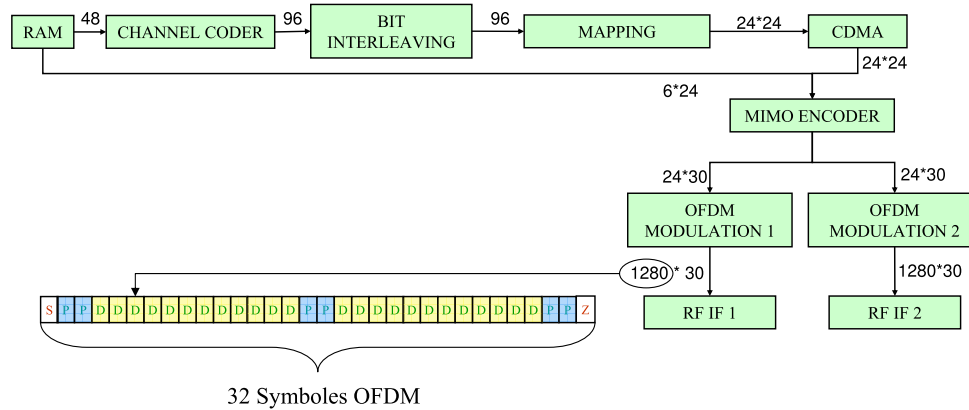 RAM
48
CHANNEL CODER
96
BIT
INTERLEAVING
96
MAPPING
24*24
CDMA
24*24
6*24
MIMO ENCODER
24*30
24*30
OFDM
MODULATION 1
OFDM
MODULATION 2
1280* 30
1280*30
S P P D D D D D D D D D D D D P P D D D D D D D D D D D D P P Z
RF IF 1
RF IF 2
32 Symboles OFDM